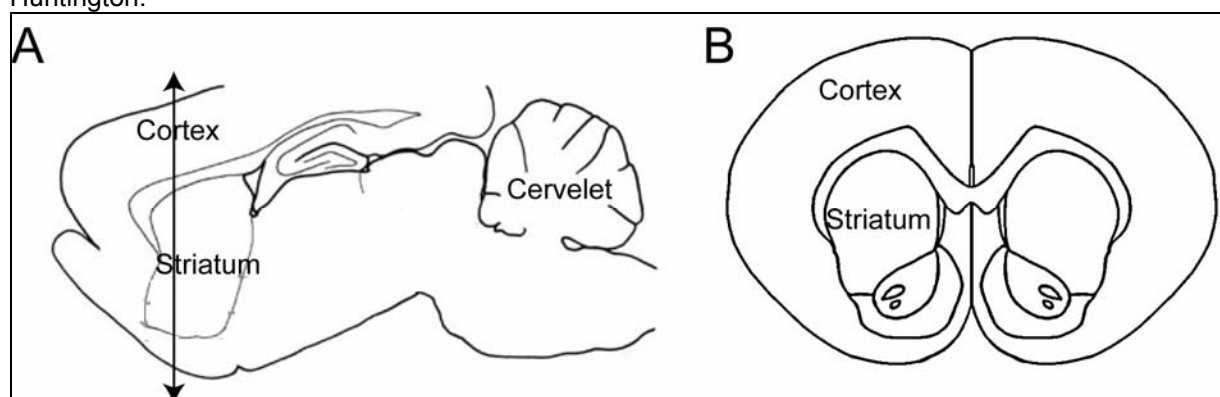 Huntington.
A
B
Cortex
Cortex
Striatum
Cervelet
Striatum